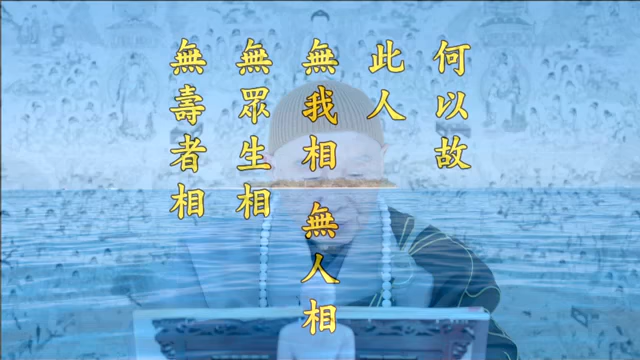 何以故
此人
無我相 無人相
無眾生相
無壽者相